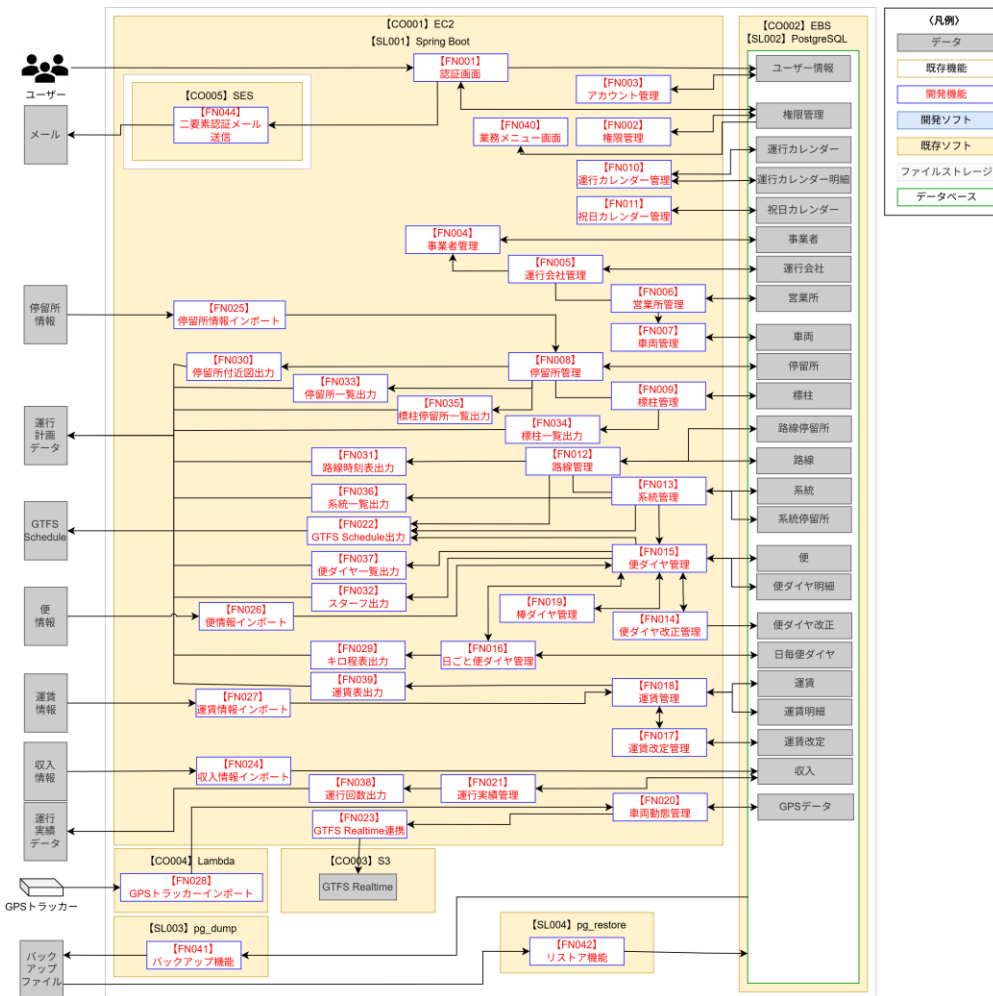 【CO001】EC2
【SL001】Spring Boot
【CO002】EBS
【SL002】PostgreSQL
〈凡例〉
データ
既存機能
開発機能
開発ソフト
既存ソフト
ファイルストレージ
データベース
ユーザー
【FN001】
認証画面
ユーザー情報
【FN003】
アカウント管理
【CO005】SES
【FN044】
二要素認証メール
送信
メール
【FN040】
業務メニュー画面
【FN002】
権限管理
権限管理
【FN010】
運行カレンダー管理
運行カレンダー
運行カレンダー明細
【FN011】
祝日カレンダー管理
祝日カレンダー
【FN004】
事業者管理
事業者
【FN005】
運行会社管理
運行会社
【FN006】
営業所管理
営業所
停留所
情報
【FN025】
停留所情報インポート
【FN007】
車両管理
車両
【FN030】
停留所付近図出力
【FN008】
停留所管理
停留所
【FN033】
停留所一覧出力
【FN009】
標柱管理
標柱
【FN035】
標柱停留所一覧出力
【FN034】
標柱一覧出力
運行
計画
データ
路線停留所
【FN031】
路線時刻表出力
【FN012】
路線管理
路線
【FN036】
系統一覧出力
【FN013】
系統管理
系統
系統停留所
GTFS
Schedule
【FN022】
GTFS Schedule出力
【FN037】
便ダイヤ一覧出力
【FN015】
便ダイヤ管理
便
便ダイヤ明細
【FN032】
スターフ出力
便
情報
【FN026】
便情報インポート
【FN019】
棒ダイヤ管理
【FN014】
便ダイヤ改正管理
便ダイヤ改正
【FN029】
キロ程表出力
【FN016】
日ごと便ダイヤ管理
日毎便ダイヤ
【FN039】
運賃表出力
運賃
情報
【FN027】
運賃情報インポート
【FN018】
運賃管理
運賃
運賃明細
【FN017】
運賃改定管理
運賃改定
収入
情報
【FN024】
収入情報インポート
収入
【FN038】
運行回数出力
【FN021】
運行実績管理
運行
実績
データ
【FN023】
GTFS Realtime連携
【FN020】
車両動態管理
GPSデータ
【CO004】Lambda
【FN028】
GPSトラッカーインポート
GPSトラッカー
【CO003】S3
GTFS Realtime
【SL003】pg_dump
【FN041】
バックアップ機能
【SL004】pg_restore
【FN042】
リストア機能
バック
アップ
ファイル